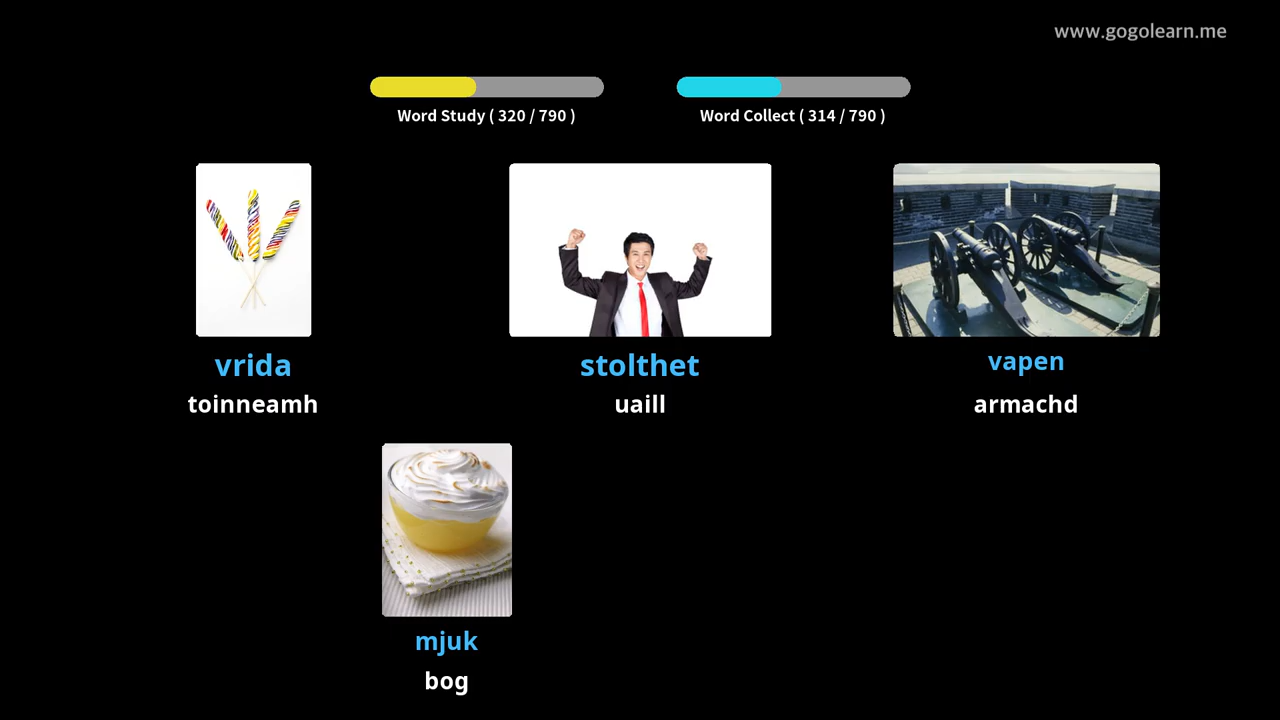 www.gogolearn.me
Word Study ( 320 / 790 )
Word Collect ( 314 / 790 )
vrida
toinneamh
stolthet
uaill
vapen
armachd
mjuk
bog